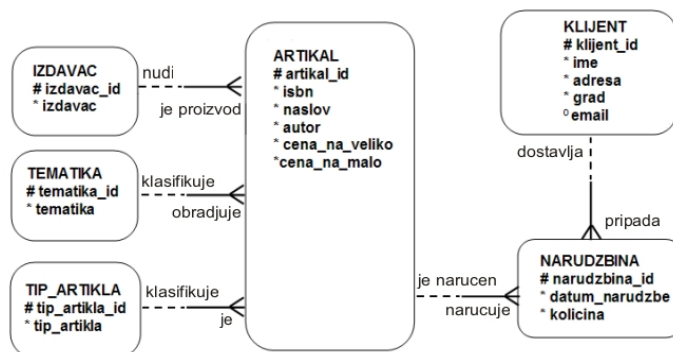 IZDAVAC
# izdavac_id
* izdavac
nudi
je proizvod
TEMATIKA
# tematika_id
* tematika
klasifikuje
obradjuje
TIP_ARTIKLA
# tip_artikla_id
* tip_artikla
klasifikuje
je
ARTIKAL
# artikal_id
* isbn
* naslov
* autor
* cena_na_veliko
*cena_na_malo
KLIJENT
# klijent_id
* ime
* adresa
* grad
o email
dostavlja
pripada
je narucen
narucuje
NARUDZBINA
# narudzbina_id
* datum_narudzbe
* kolicina